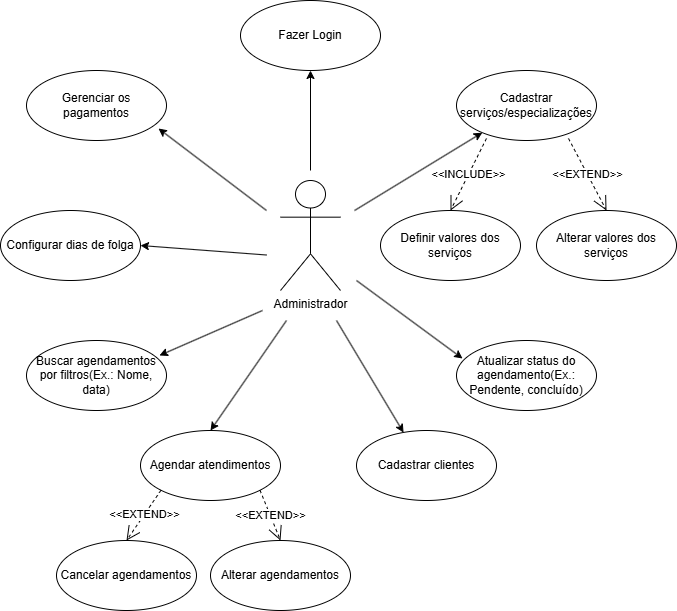 Fazer Login
Gerenciar os
pagamentos
Cadastrar
serviços/especializações
<<INCLUDE>>
<<EXTEND>>
Configurar dias de folga
Definir valores dos
serviços
Alterar valores dos
serviços
Administrador
Buscar agendamentos
por filtros(Ex.: Nome,
data)
Atualizar status do
agendamento(Ex.:
Pendente, concluído)
Agendar atendimentos
Cadastrar clientes
<<EXTEND>>
<<EXTEND>>
Cancelar agendamentos
Alterar agendamentos